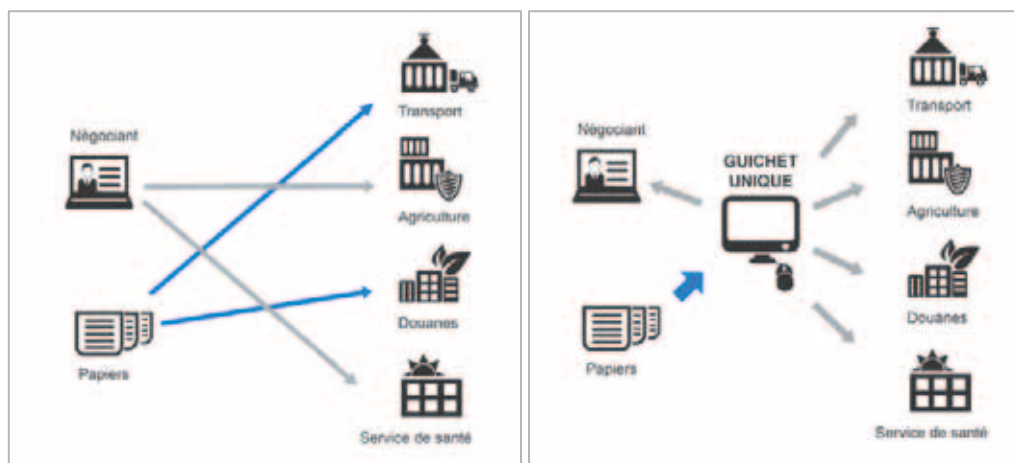 Négociant
Papiers
Transport
Agriculture
Douanes
Service de santé
Négociant
Papiers
GUICHET
UNIQUE
Transport
Agriculture
Douanes
Service de santé